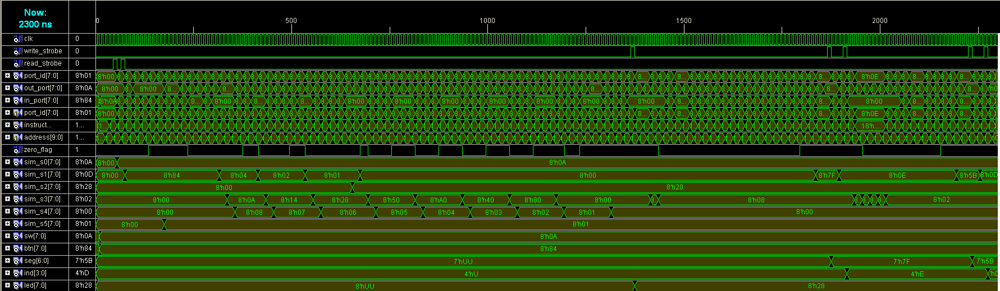 Now:
2300 ns
0 500 1000 1500 2000
clk 0
write_strobe 0
read_strobe 0
port_id[7:0] 8'h01 8'h00 8... 8... 8... 8'h0E 8... 8...
out_port[7:0] 8'h0A 8'h00 8'h00 8... 8... 8... 8... 8...
in_port[7:0] 8'h84 8'h0A 8... 8'h00 8... 8... 8'h00 8'h00 8'h00 8'h00 8'h00 8'h00 8'h00 8... 8... 8'h00 8... 8...
port_id[7:0] 8'h01 8'h00 8... 8... 8... 8'h0E 8... 8...
instruct... 1... 1... 18'h...
address[9:0] 1...
zero_flag 1
sim_s0[7:0] 8'h0A 8'h00 8'h0A
sim_s1[7:0] 8'h0D 8'h00 8'h84 8'h04 8'h02 8'h01 8'h00 8'h7F 8'h0E 8'h5B 8'h0D
sim_s2[7:0] 8'h28 8'h00 8'h28
sim_s3[7:0] 8'h02 8'h00 8'h0A 8'h14 8'h28 8'h50 8'hA0 8'h40 8'h80 8'h00 8'h08 8'h02
sim_s4[7:0] 8'h00 8'h00 8'h08 8'h07 8'h06 8'h05 8'h04 8'h03 8'h02 8'h01 8'h00
sim_s5[7:0] 8'h01 8'h00 8'h01
sw[7:0] 8'h0A 8'h0A
btn[7:0] 8'h84 8'h84
seg[6:0] 7'h5B 7'hUU 7'h7F 7'h5B
ind[3:0] 4'hD 4'hU 4'hE
led[7:0] 8'h28 8'hUU 8'h28